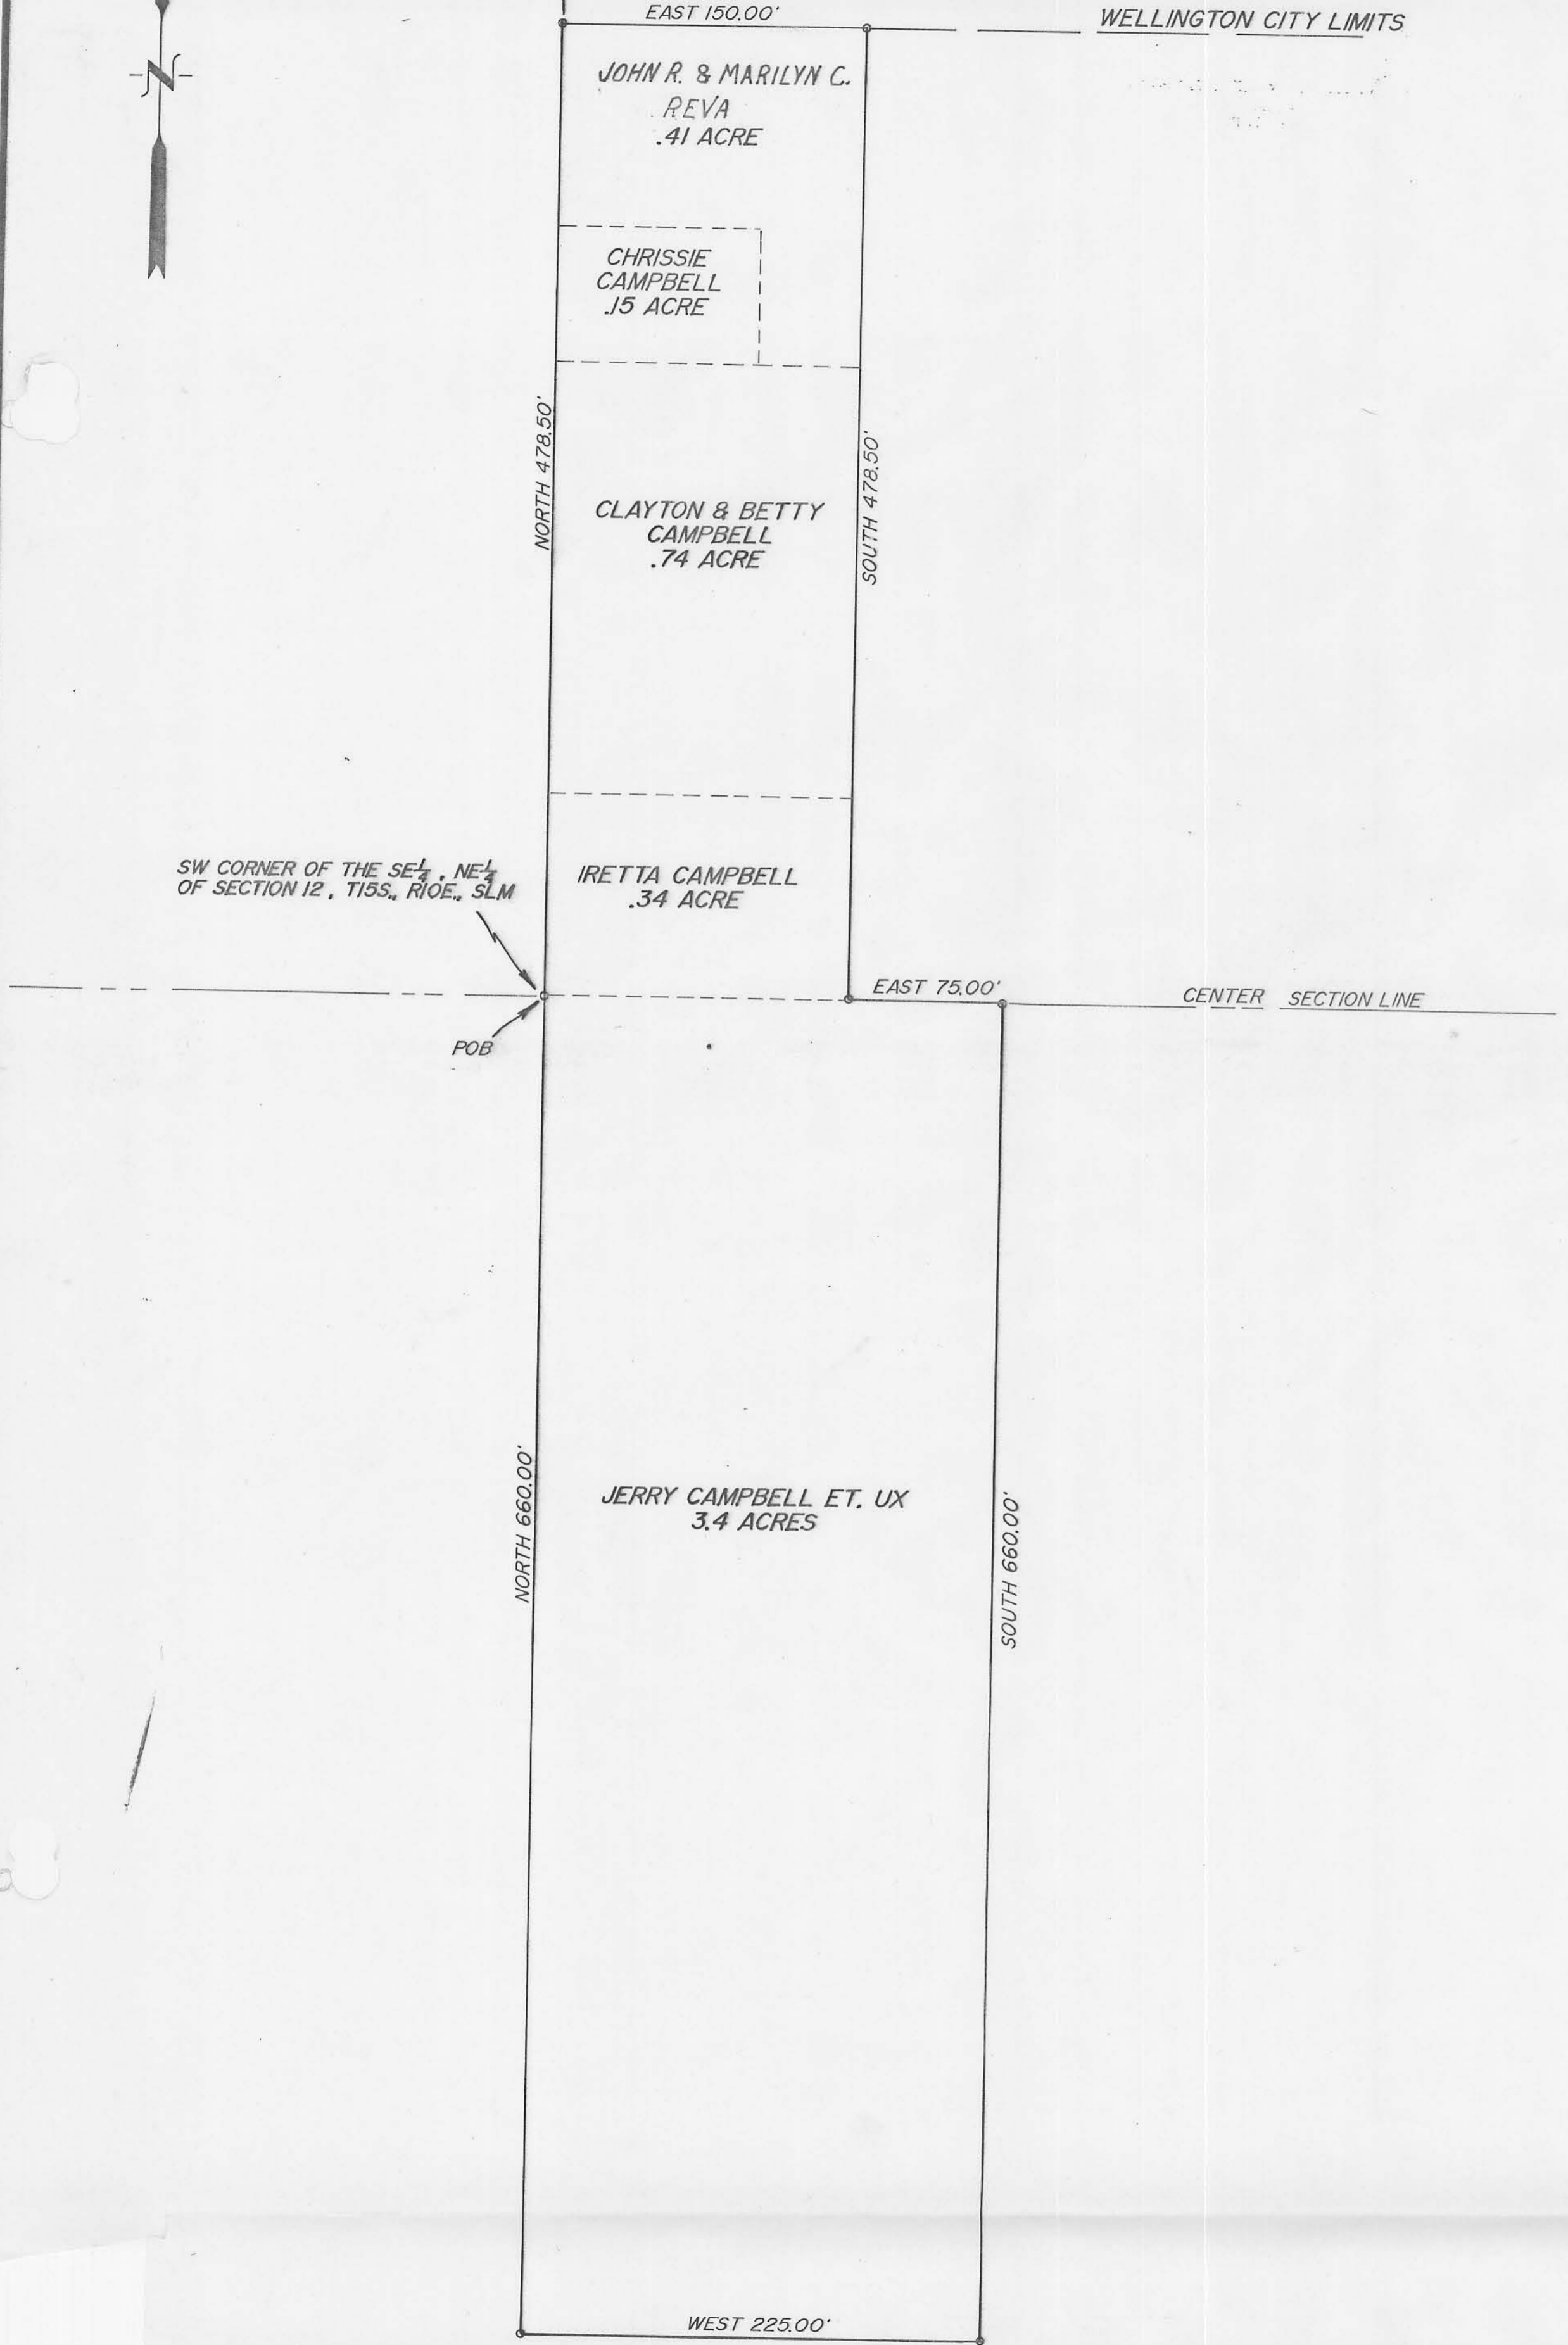 EAST 150.00'
WELLINGTON CITY LIMITS
N
JOHN R. & MARILYN C.
REVA
.41 ACRE
CHRISSIE
CAMPBELL
.15 ACRE
NORTH 478.50'
SOUTH 478.50'
CLAYTON & BETTY
CAMPBELL
.74 ACRE
SW CORNER OF THE SE¼, NE¼
OF SECTION 12, T15S., R10E., SLM
IRETTA CAMPBELL
.34 ACRE
EAST 75.00'
CENTER SECTION LINE
POB
NORTH 660.00'
JERRY CAMPBELL ET. UX
3.4 ACRES
SOUTH 660.00'
WEST 225.00'